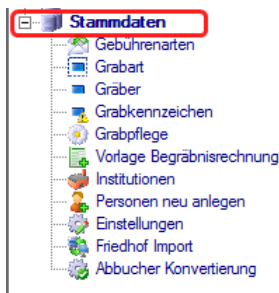 Stammdaten
Gebührenarten
Grabart
Gräber
Grabkennzeichen
Grabpflege
Vorlage Begräbnisrechnung
Institutionen
Personen neu anlegen
Einstellungen
Friedhof Import
Abbucher Konvertierung